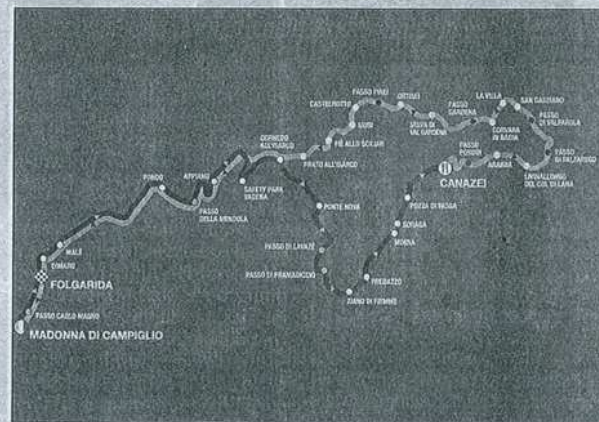 PASSO PINEI
ORTISEI
LA VILLA
SAN CASSIANO
CASTELROTTO
PASSO
GARDENA
PASSO
DI VALPAROLA
SIUSI
SELVA DI
VAL GARDENA
CORVARA
IN BADIA
CORNEDO
ALL'ISARCO
FIÈ ALLO SCILIAR
PASSO
PORDOI
PASSO
DI FALZAREGO
PRATO ALL'ISARCO
ARABBA
LIVINALLONGO
DEL COL DI LANA
CANAZEI
FONDO
APPIANO
SAFETY PARK
VADENA
POZZA DI FASSA
PASSO
DELLA MENDOLA
PONTE NOVA
SORAGA
MOENA
MALÈ
PASSO DI LAVAZÈ
DIMARO
PASSO DI PRAMADICCIO
PREDAZZO
FOLGARIDA
ZIANO DI FIEMME
PASSO CARLO MAGNO
MADONNA DI CAMPIGLIO